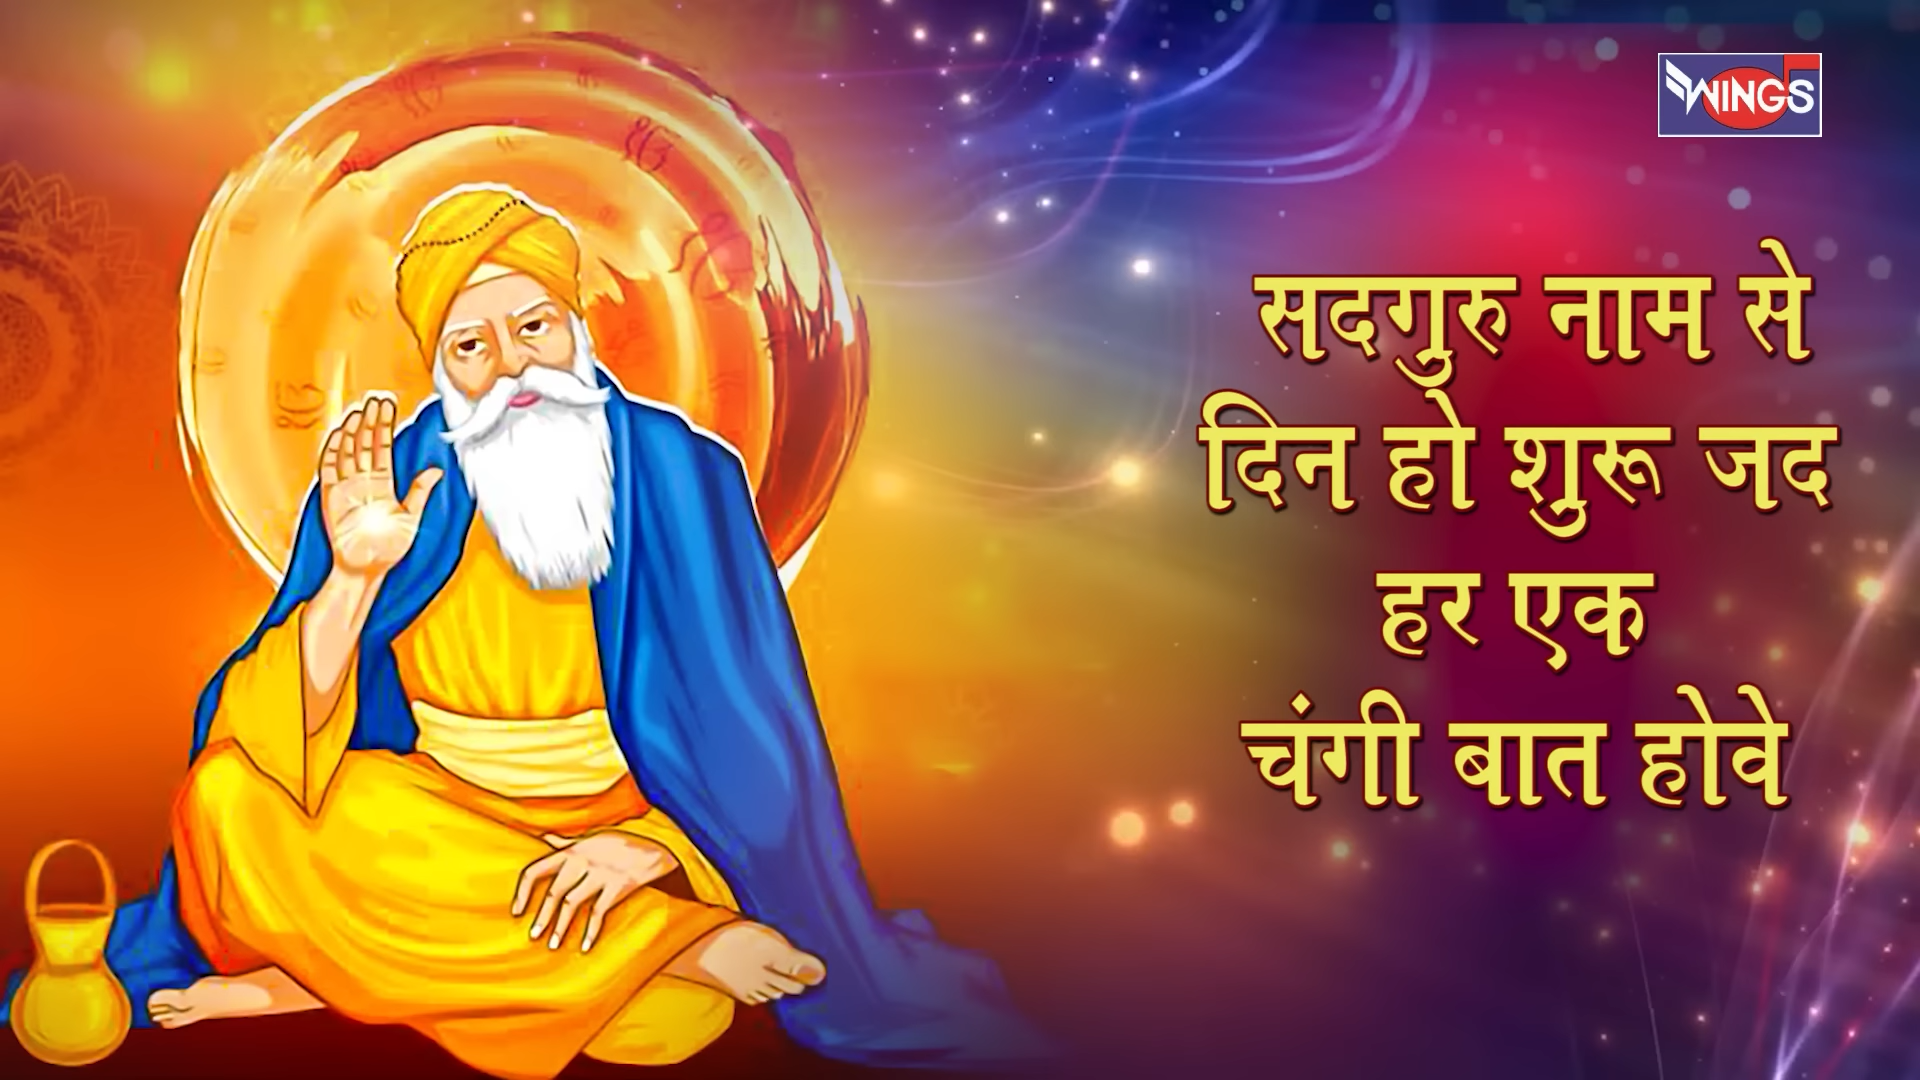 WINGS
सदगुरु नाम से
दिन हो शुरू जद
हर एक
चंगी बात होवे